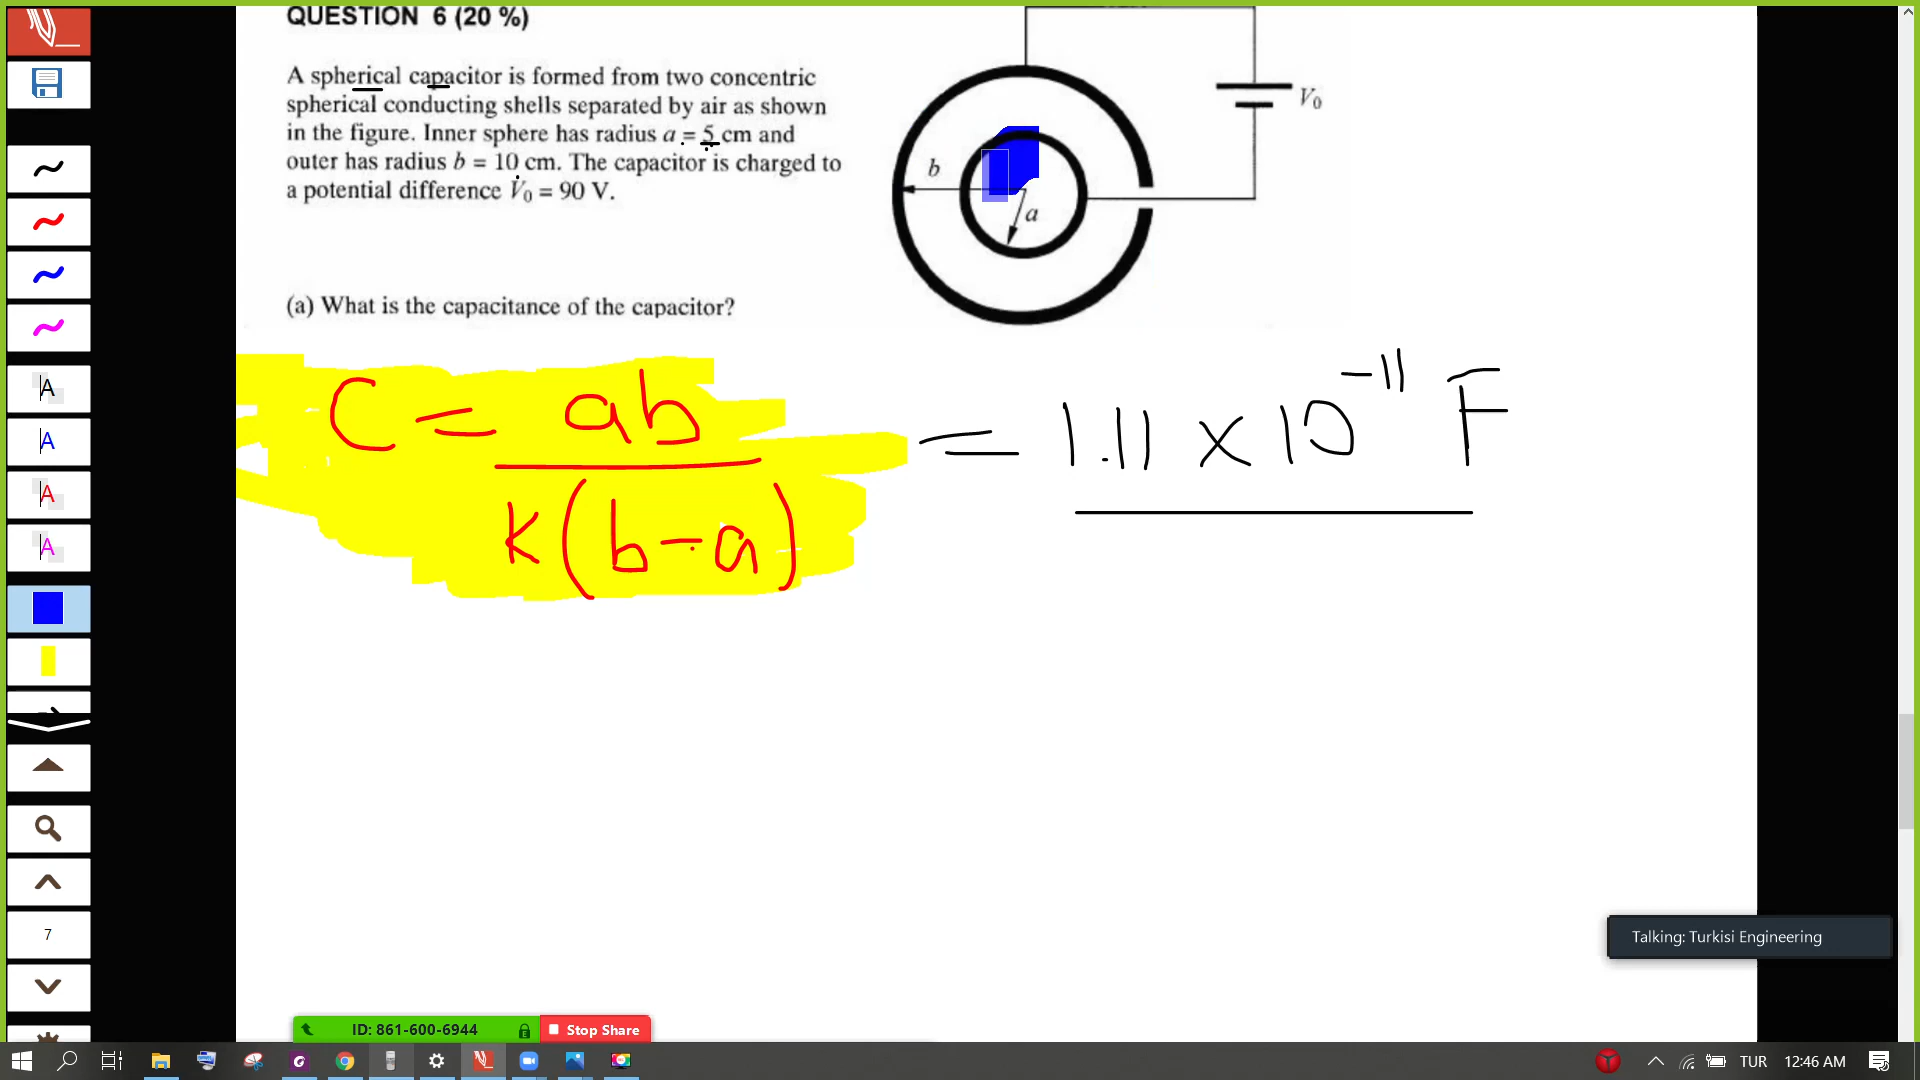 QUESTION 6 (20 %)
A spherical capacitor is formed from two concentric
spherical conducting shells separated by air as shown
in the figure. Inner sphere has radius a = 5 cm and
outer has radius b = 10 cm. The capacitor is charged to
a potential difference V₀ = 90 V.
V₀
b
a
(a) What is the capacitance of the capacitor?
C = ab / k(b-a) = 1.11 x 10⁻¹¹ F
A
A
A
A
7
Talking: Turkisi Engineering
ID: 861-600-6944
Stop Share
TUR
12:46 AM